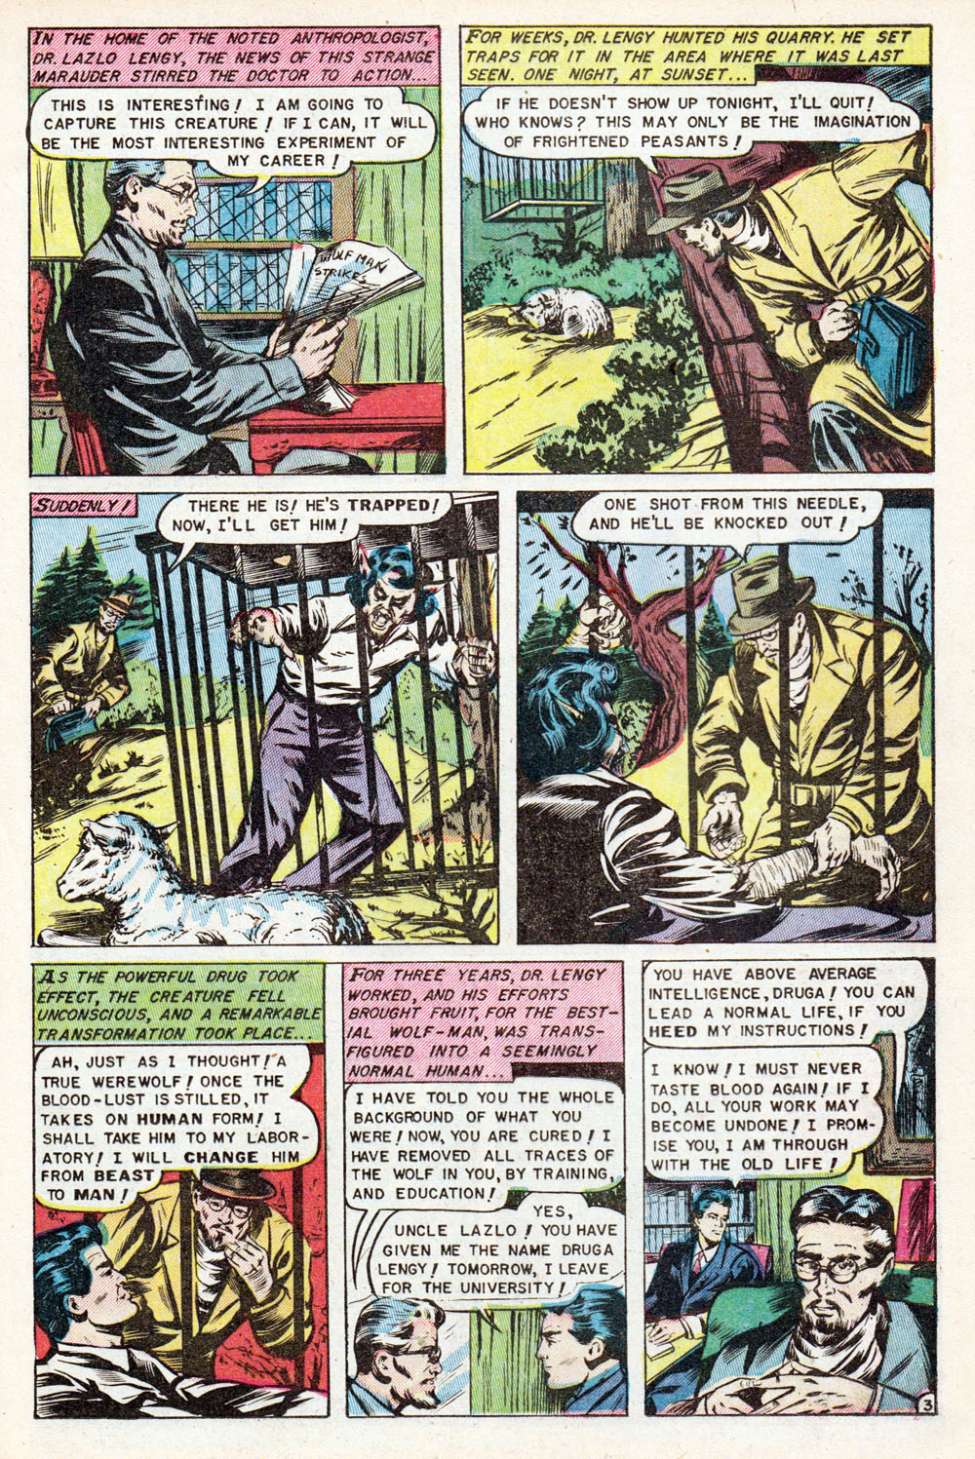 IN THE HOME OF THE NOTED ANTHROPOLOGIST,
DR. LAZLO LENGY, THE NEWS OF THIS STRANGE
MARAUDER STIRRED THE DOCTOR TO ACTION...
THIS IS INTERESTING! I AM GOING TO
CAPTURE THIS CREATURE! IF I CAN, IT WILL
BE THE MOST INTERESTING EXPERIMENT OF
MY CAREER!
WULF MAN
STRIKES
FOR WEEKS, DR. LENGY HUNTED HIS QUARRY. HE SET
TRAPS FOR IT IN THE AREA WHERE IT WAS LAST
SEEN. ONE NIGHT, AT SUNSET...
IF HE DOESN'T SHOW UP TONIGHT, I'LL QUIT!
WHO KNOWS? THIS MAY ONLY BE THE IMAGINATION
OF FRIGHTENED PEASANTS!
SUDDENLY!
THERE HE IS! HE'S TRAPPED!
NOW, I'LL GET HIM!
ONE SHOT FROM THIS NEEDLE,
AND HE'LL BE KNOCKED OUT!
AS THE POWERFUL DRUG TOOK
EFFECT, THE CREATURE FELL
UNCONSCIOUS, AND A REMARKABLE
TRANSFORMATION TOOK PLACE...
AH, JUST AS I THOUGHT! A
TRUE WEREWOLF! ONCE THE
BLOOD-LUST IS STILLED, IT
TAKES ON HUMAN FORM! I
SHALL TAKE HIM TO MY LABOR-
ATORY! I WILL CHANGE HIM
FROM BEAST
TO MAN!
FOR THREE YEARS, DR. LENGY
WORKED, AND HIS EFFORTS
BROUGHT FRUIT, FOR THE BEST-
IAL WOLF-MAN, WAS TRANS-
FIGURED INTO A SEEMINGLY
NORMAL HUMAN...
I HAVE TOLD YOU THE WHOLE
BACKGROUND OF WHAT YOU
WERE! NOW, YOU ARE CURED! I
HAVE REMOVED ALL TRACES OF
THE WOLF IN YOU, BY TRAINING,
AND EDUCATION!
YES,
UNCLE LAZLO! YOU HAVE
GIVEN ME THE NAME DRUGA
LENGY! TOMORROW, I LEAVE
FOR THE UNIVERSITY!
YOU HAVE ABOVE AVERAGE
INTELLIGENCE, DRUGA! YOU CAN
LEAD A NORMAL LIFE, IF YOU
HEED MY INSTRUCTIONS!
I KNOW! I MUST NEVER
TASTE BLOOD AGAIN! IF I
DO, ALL YOUR WORK MAY
BECOME UNDONE! I PROM-
ISE YOU, I AM THROUGH
WITH THE OLD LIFE!
3